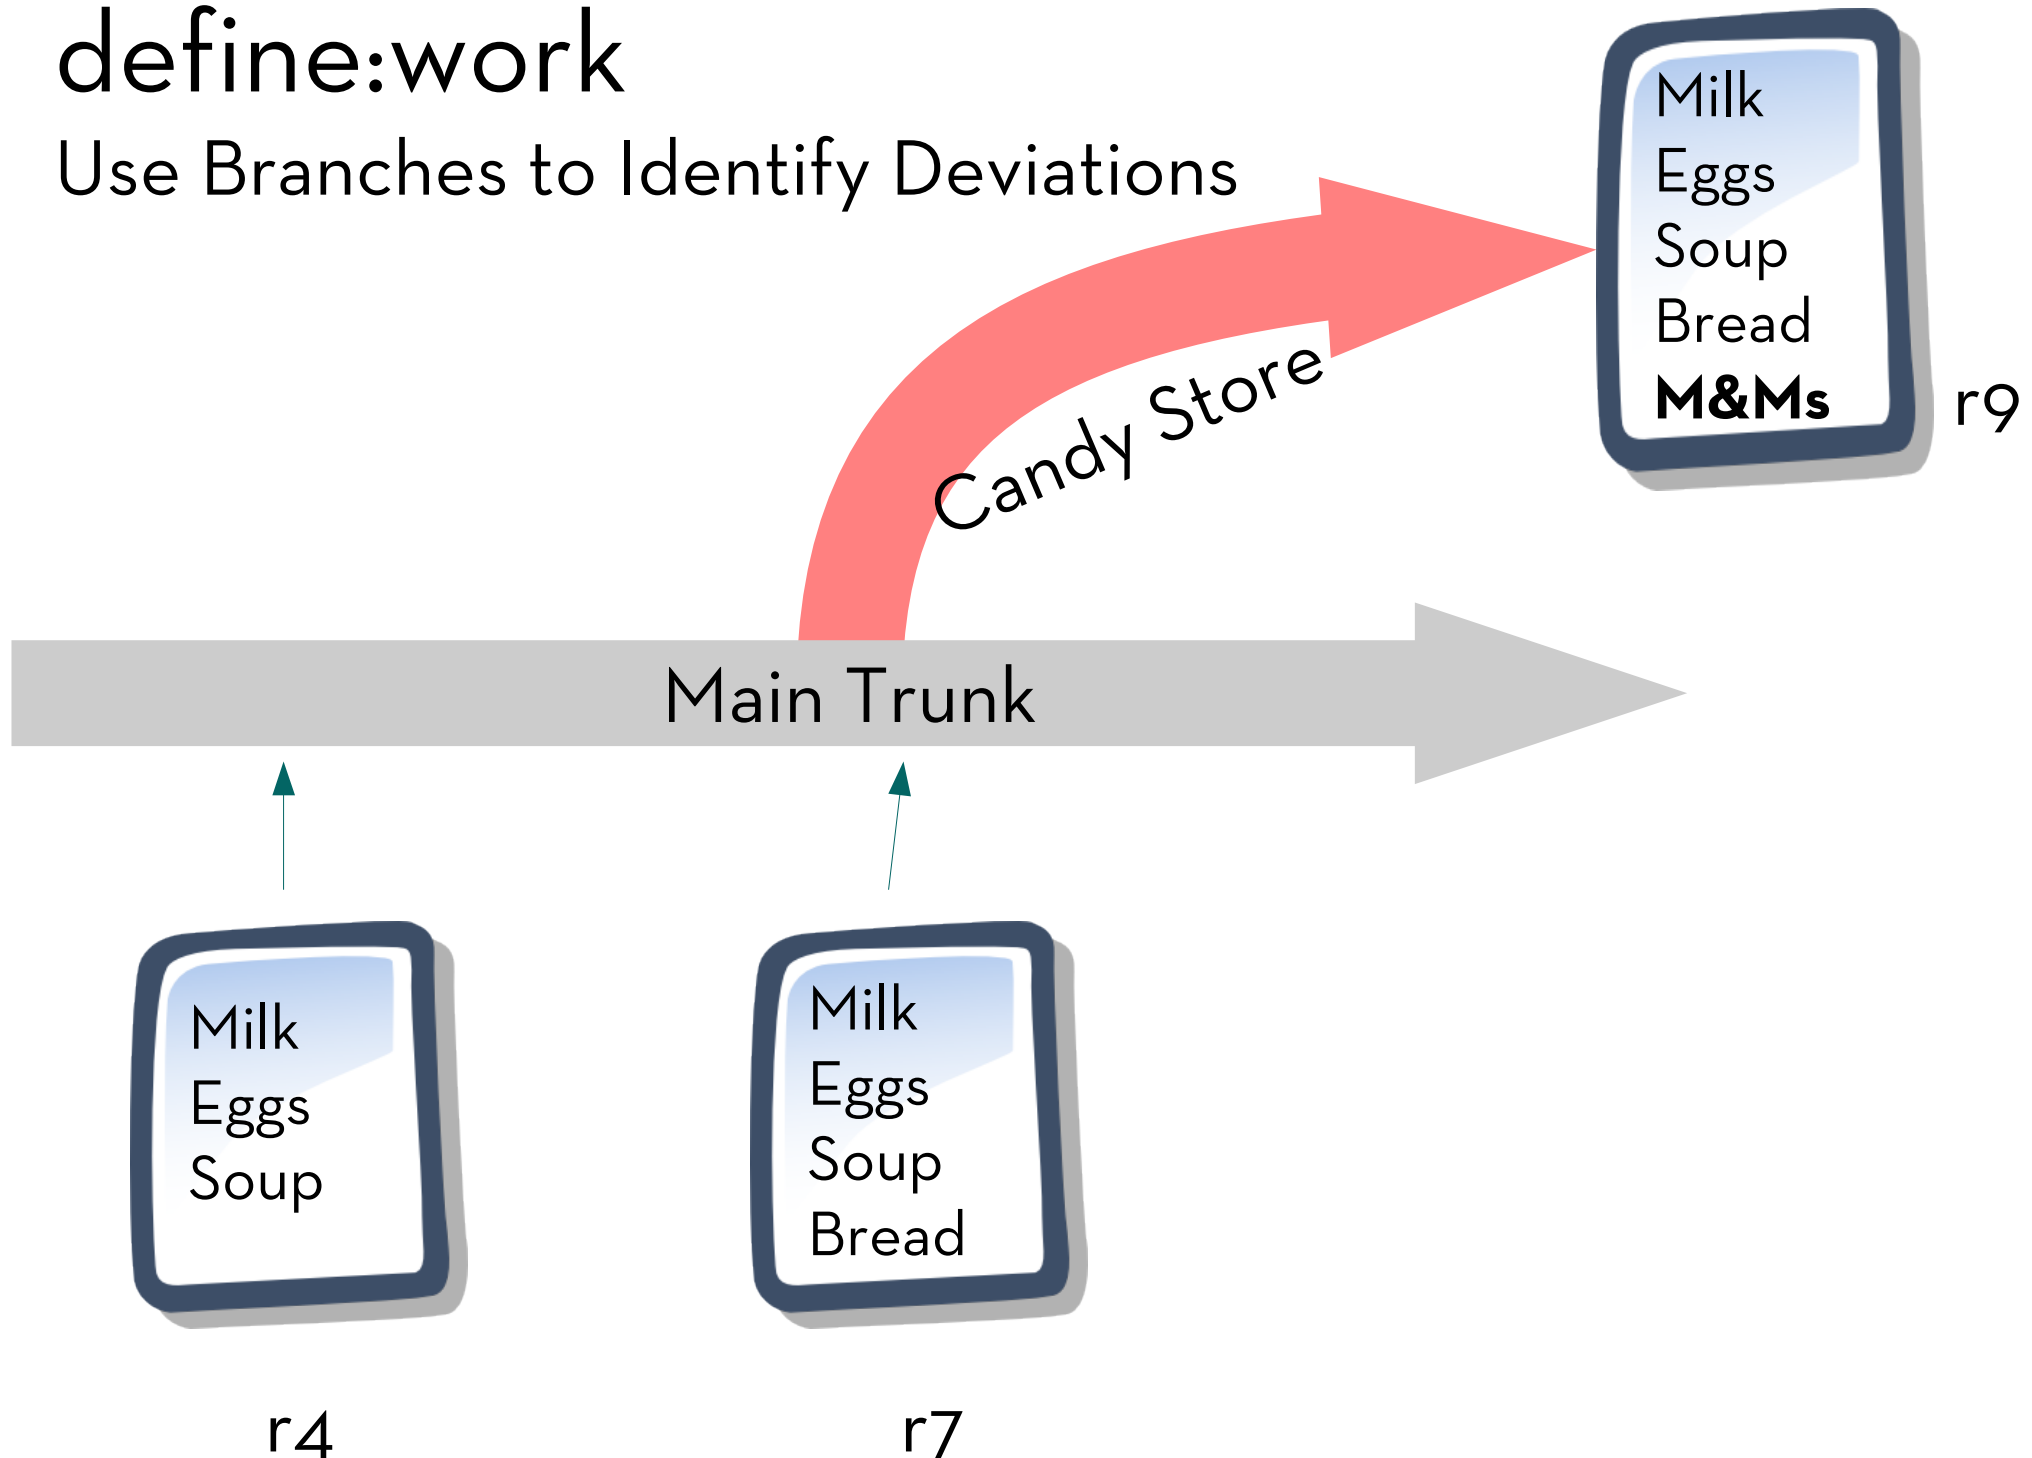 define:work
Use Branches to Identify Deviations
Milk
Eggs
Soup
Bread
M&Ms
r9
Candy Store
Main Trunk
Milk
Eggs
Soup
r4
Milk
Eggs
Soup
Bread
r7